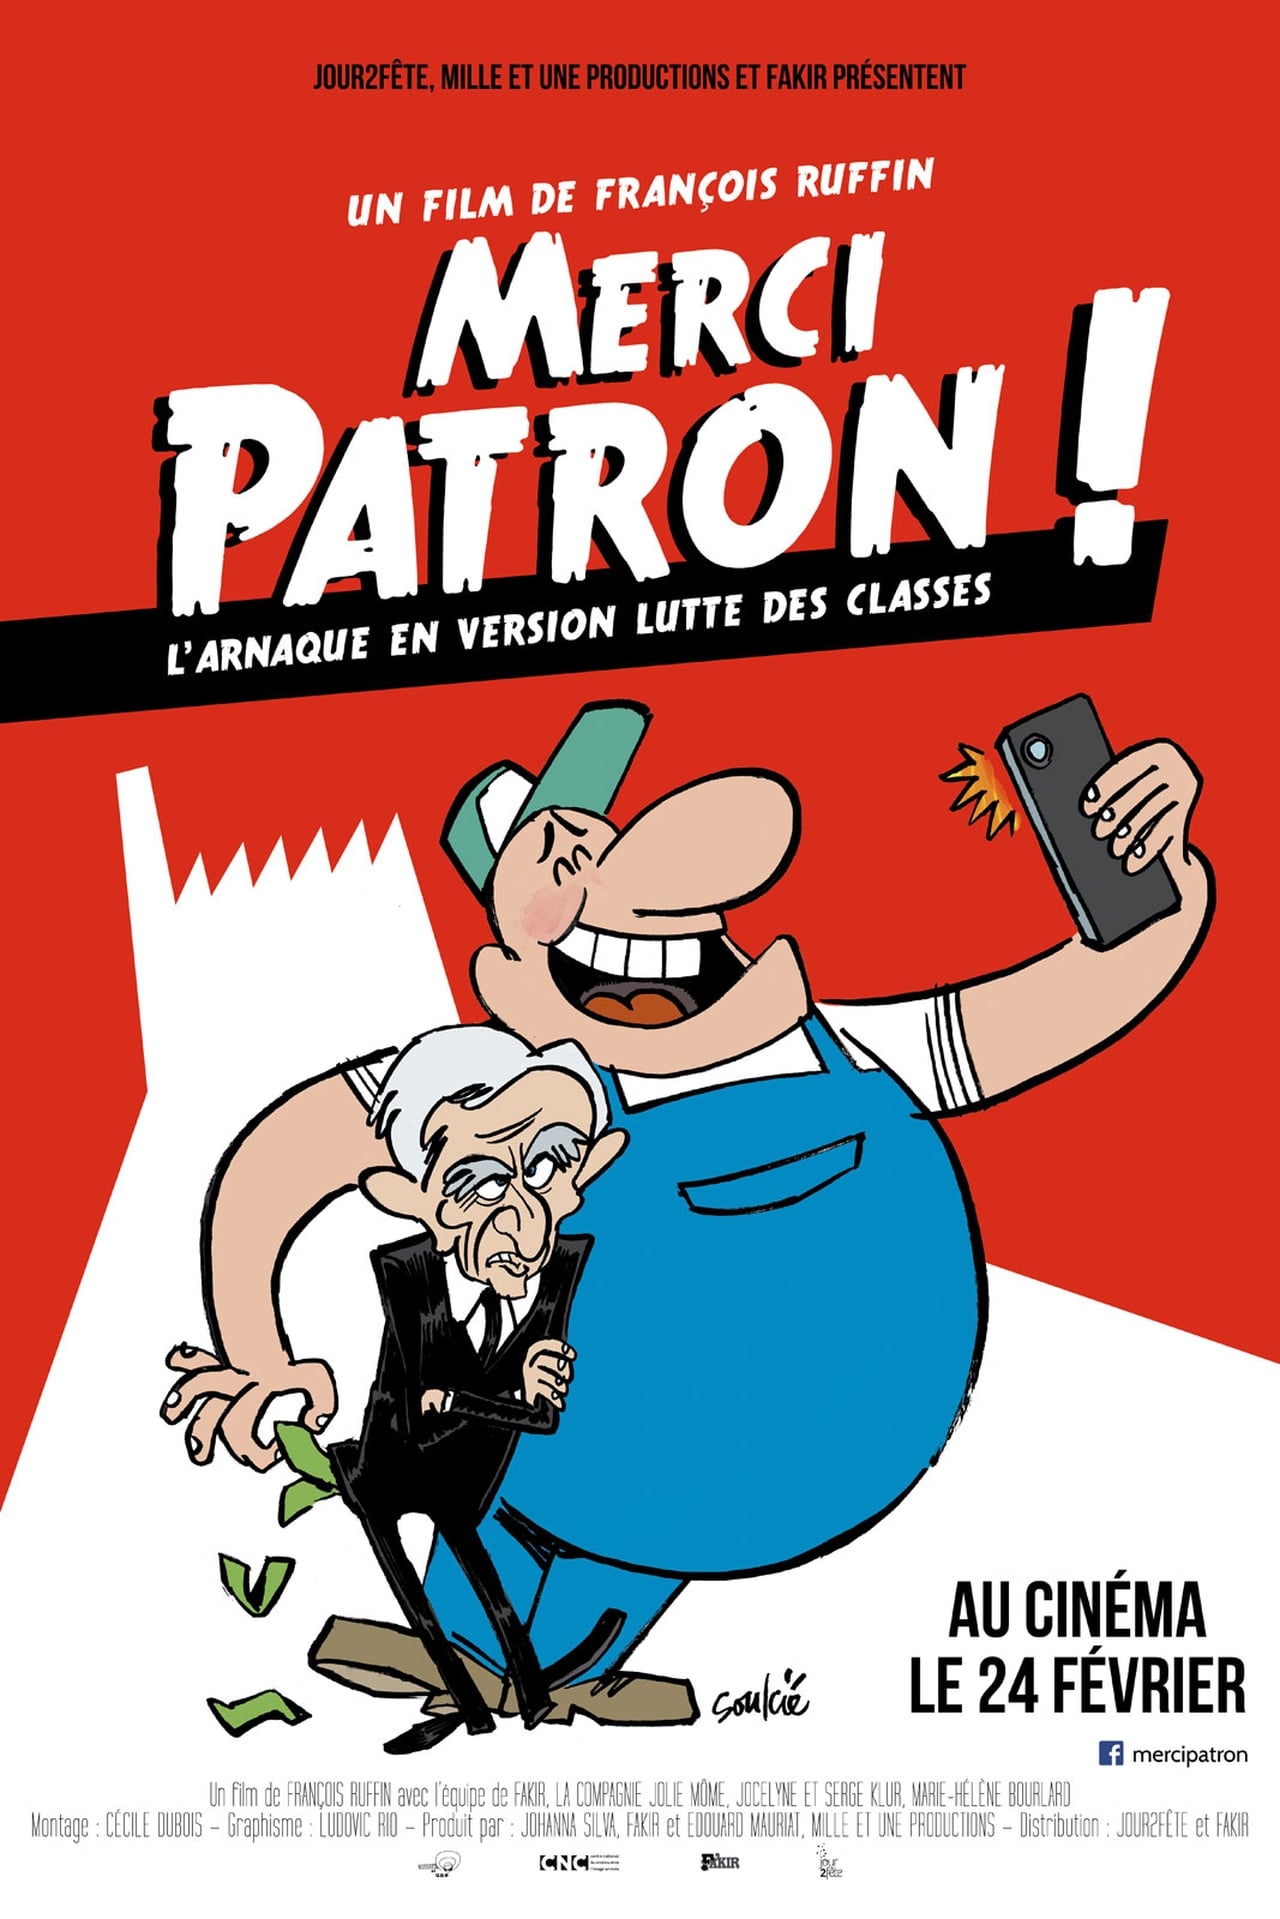 JOUR2FÊTE, MILLE ET UNE PRODUCTIONS ET FAKIR PRÉSENTENT
UN FILM DE FRANÇOIS RUFFIN
MERCI
PATRON !
L'ARNAQUE EN VERSION LUTTE DES CLASSES
Soulcié
AU CINÉMA
LE 24 FÉVRIER
mercipatron
Un film de FRANÇOIS RUFFIN avec l'équipe de FAKIR, LA COMPAGNIE JOLIE MÔME, JOCELYNE ET SERGE KLUR, MARIE-HÉLÈNE BOURLARD
Montage : CÉCILE DUBOIS – Graphisme : LUDOVIC RIO – Produit par : JOHANNA SILVA, FAKIR et EDOUARD MAURIAT, MILLE ET UNE PRODUCTIONS – Distribution : JOUR2FÊTE et FAKIR
CNC FAKIR jour2fête